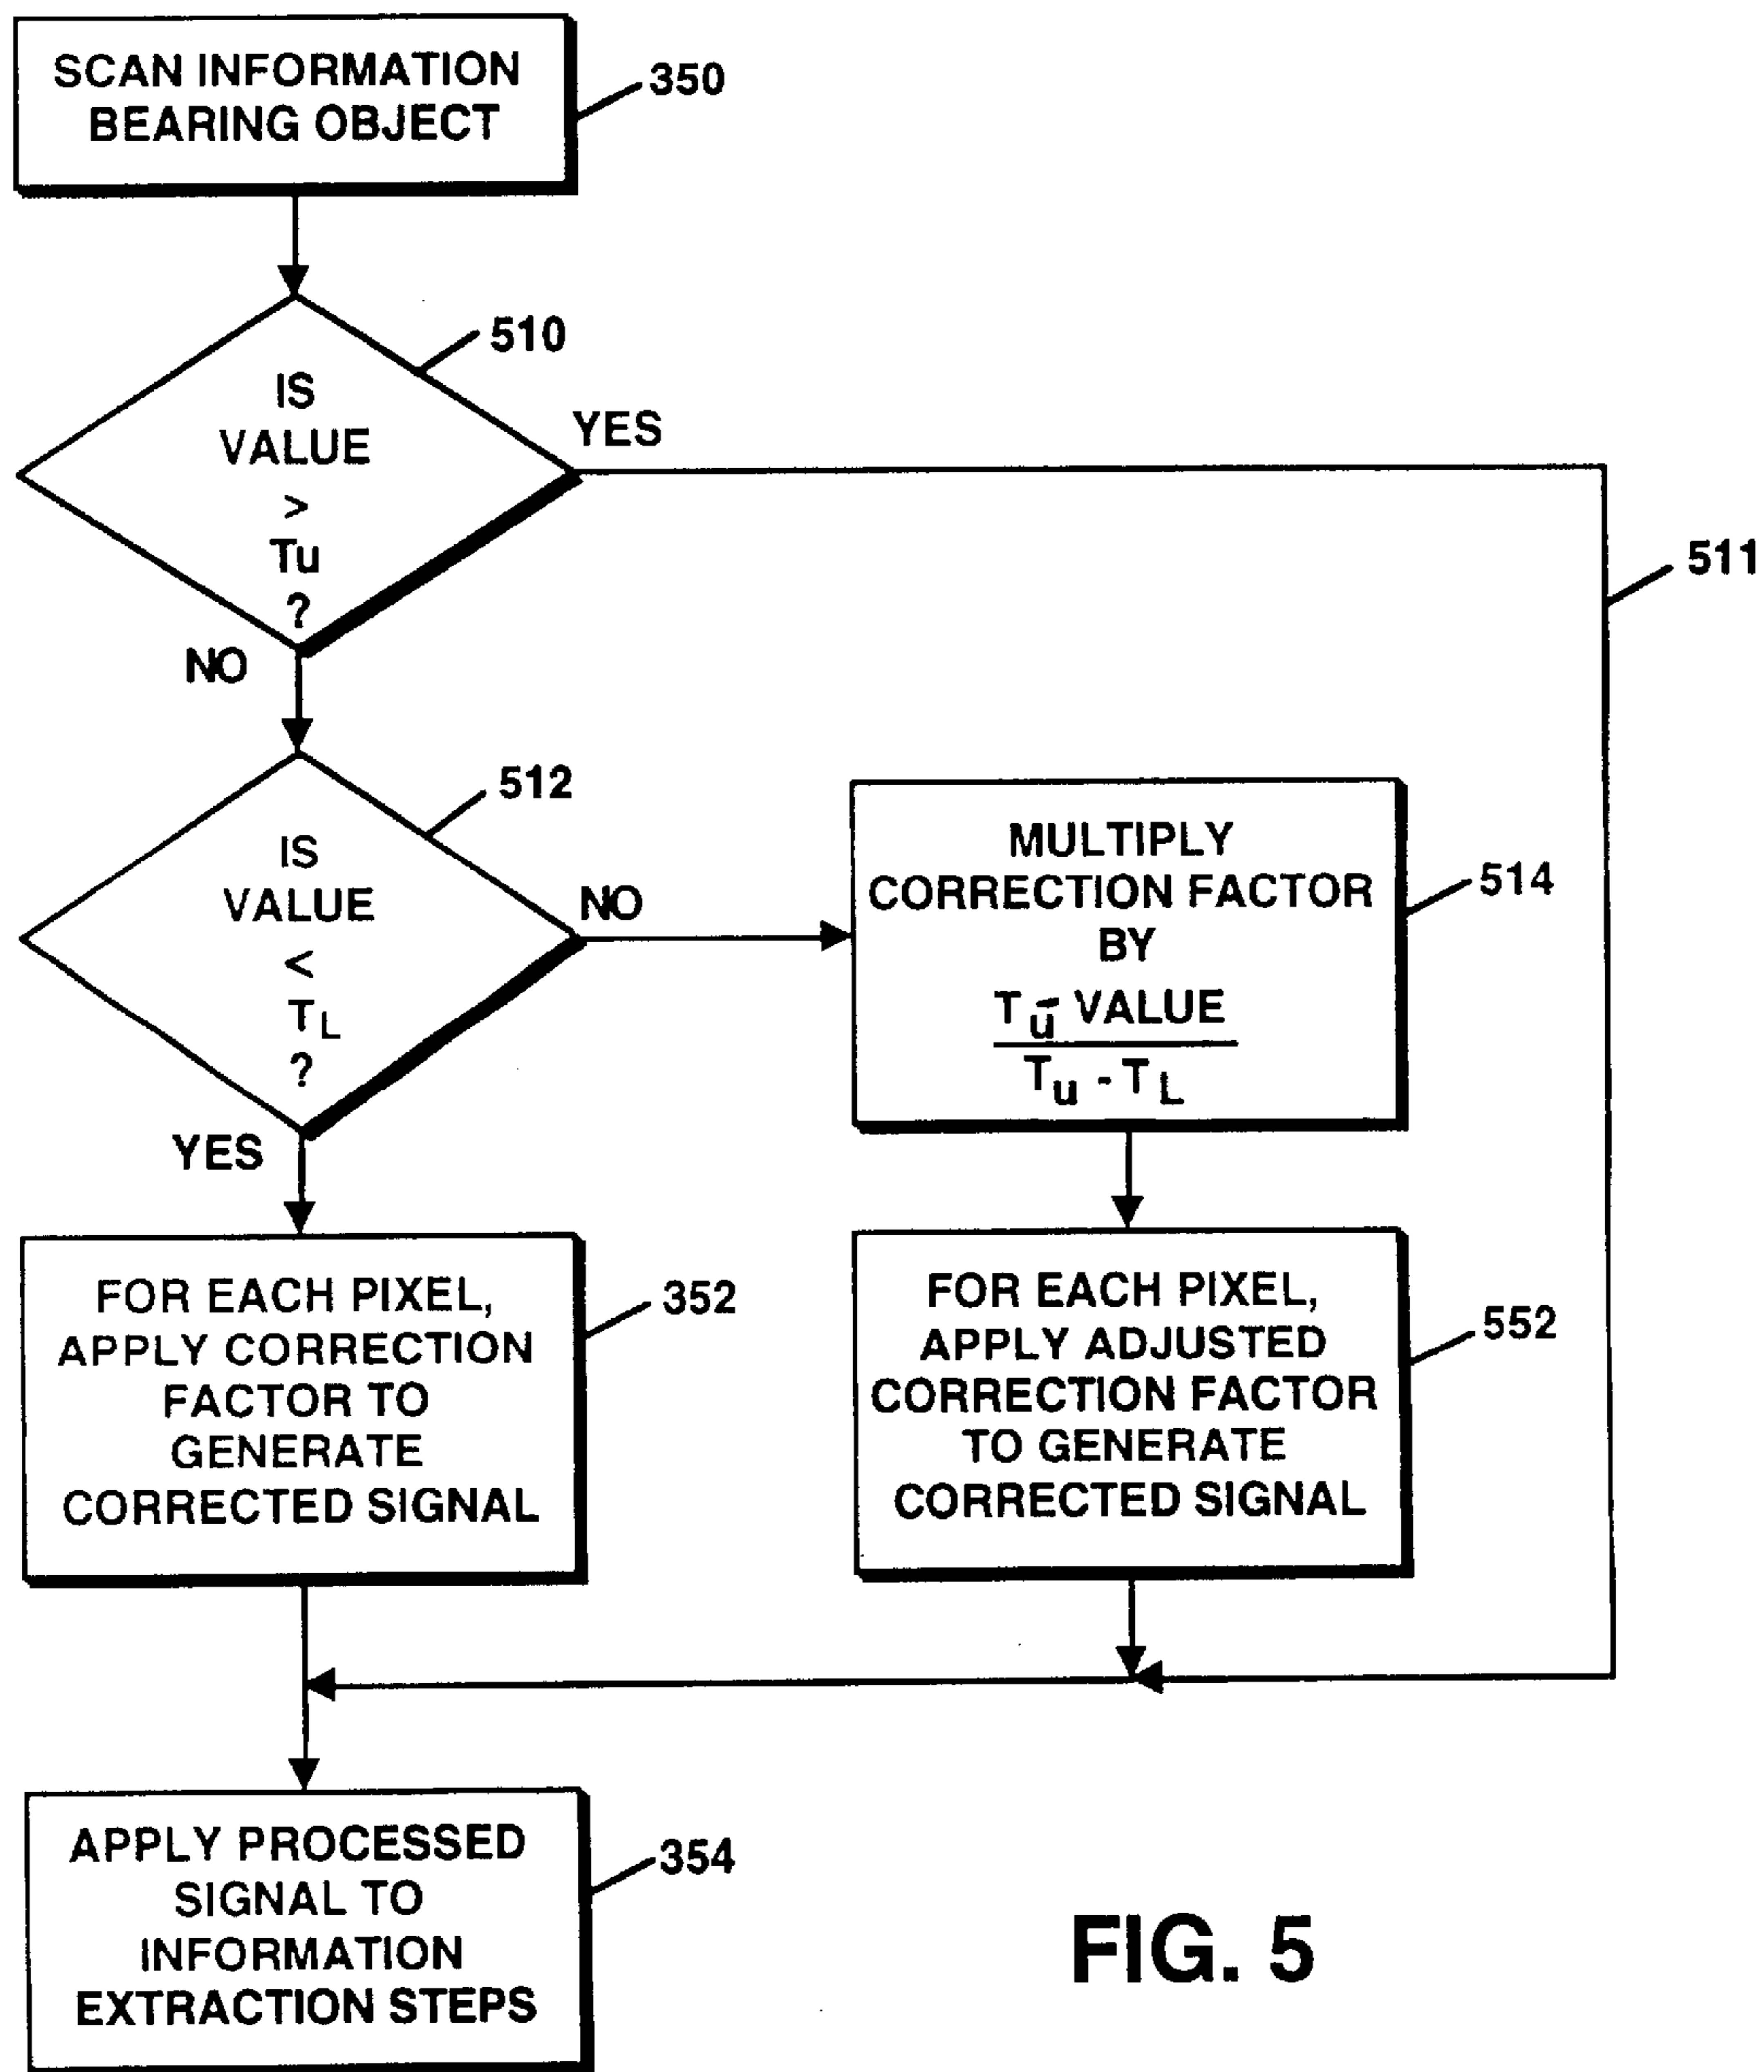 SCAN INFORMATION
BEARING OBJECT
350
510
IS
VALUE
>
Tu
?
YES
NO
511
512
IS
VALUE
<
TL
?
NO
YES
MULTIPLY
CORRECTION FACTOR
BY
Tu - VALUE
Tu - TL
514
FOR EACH PIXEL,
APPLY CORRECTION
FACTOR TO
GENERATE
CORRECTED SIGNAL
352
FOR EACH PIXEL,
APPLY ADJUSTED
CORRECTION FACTOR
TO GENERATE
CORRECTED SIGNAL
552
APPLY PROCESSED
SIGNAL TO
INFORMATION
EXTRACTION STEPS
354
FIG. 5